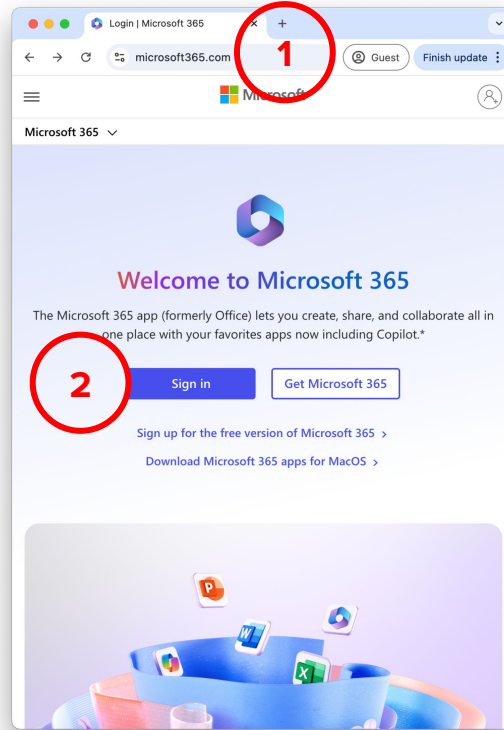 Login | Microsoft 365
microsoft365.com
1
Guest
Finish update
Microsoft
Microsoft 365
Welcome to Microsoft 365
The Microsoft 365 app (formerly Office) lets you create, share, and collaborate all in
one place with your favorites apps now including Copilot.*
2
Sign in
Get Microsoft 365
Sign up for the free version of Microsoft 365 >
Download Microsoft 365 apps for MacOS >
P
W
X